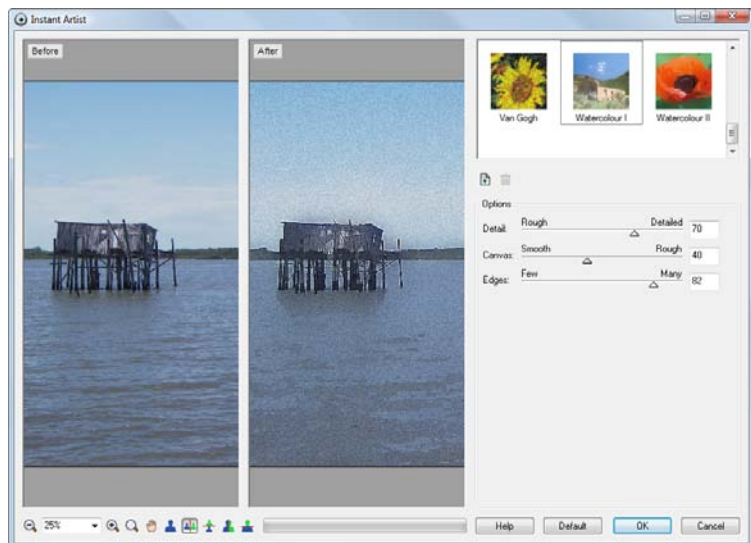 Instant Artist
Before
After
Van Gogh
Watercolour I
Watercolour II
Options
Detail:
Rough
Detailed
70
Canvas:
Smooth
Rough
40
Edges:
Few
Many
82
25%
Help
Default
OK
Cancel